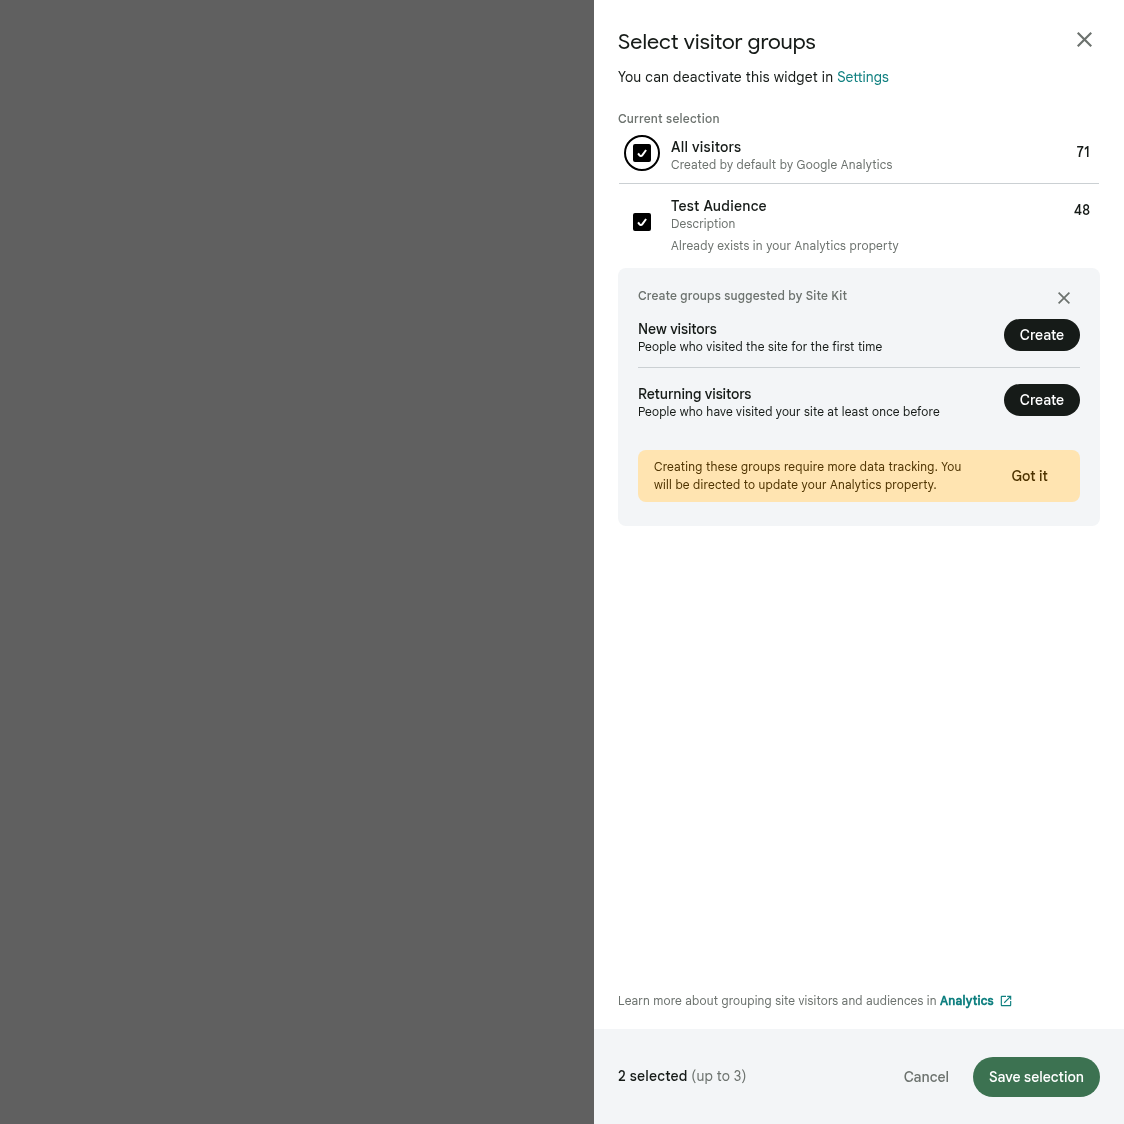 Select visitor groups
You can deactivate this widget in Settings
Current selection
All visitors
71
Created by default by Google Analytics
Test Audience
48
Description
Already exists in your Analytics property
Create groups suggested by Site Kit
New visitors
Create
People who visited the site for the first time
Returning visitors
Create
People who have visited your site at least once before
Creating these groups require more data tracking. You
will be directed to update your Analytics property.
Got it
Learn more about grouping site visitors and audiences in Analytics
2 selected (up to 3)
Cancel
Save selection